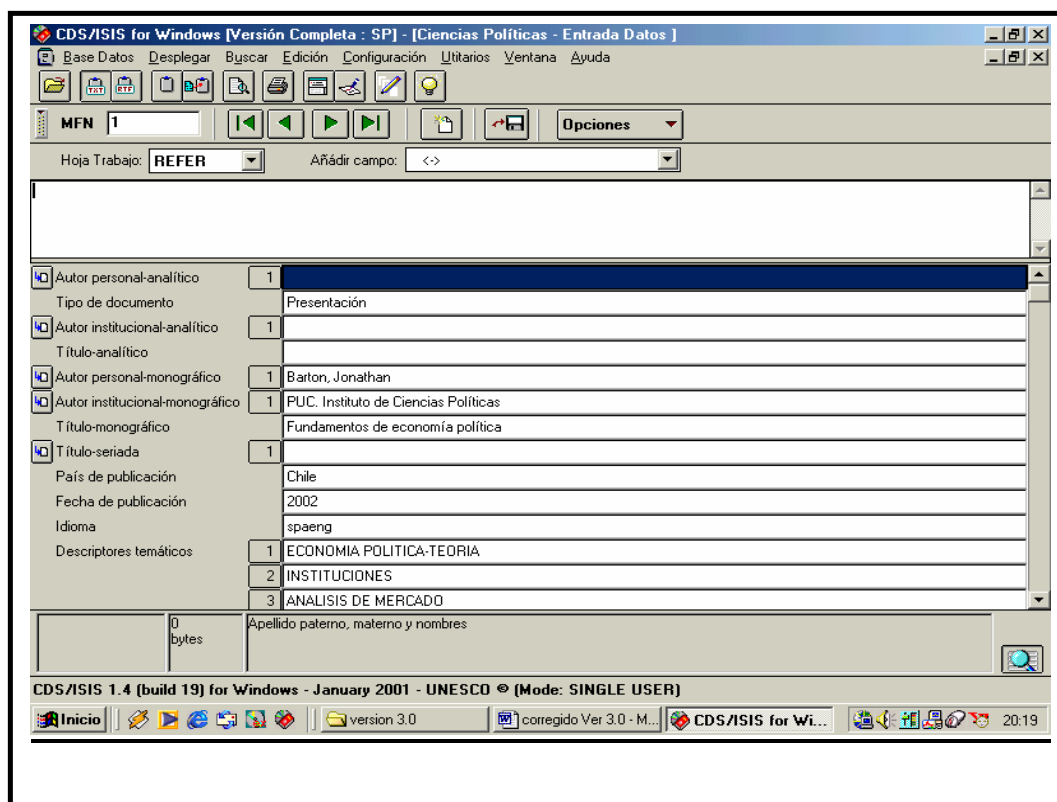 CDS/ISIS for Windows [Versión Completa : SP] - [Ciencias Políticas - Entrada Datos ]
Base Datos Desplegar Buscar Edición Configuración Utitarios Ventana Ayuda
TXT RTF
MFN 1 Opciones
Hoja Trabajo: REFER Añádir campo: <->
Autor personal-analítico 1
Tipo de documento Presentación
Autor institucional-analítico 1
Título-analítico
Autor personal-monográfico 1 Barton, Jonathan
Autor institucional-monográfico 1 PUC. Instituto de Ciencias Políticas
Título-monográfico Fundamentos de economía política
Título-seriada 1
País de publicación Chile
Fecha de publicación 2002
Idioma spaeng
Descriptores temáticos 1 ECONOMIA POLITICA-TEORIA
2 INSTITUCIONES
3 ANALISIS DE MERCADO
0 bytes Apellido paterno, materno y nombres
CDS/ISIS 1.4 (build 19) for Windows - January 2001 - UNESCO © (Mode: SINGLE USER)
Inicio version 3.0 corregido Ver 3.0 - M... CDS/ISIS for Wi... 20:19